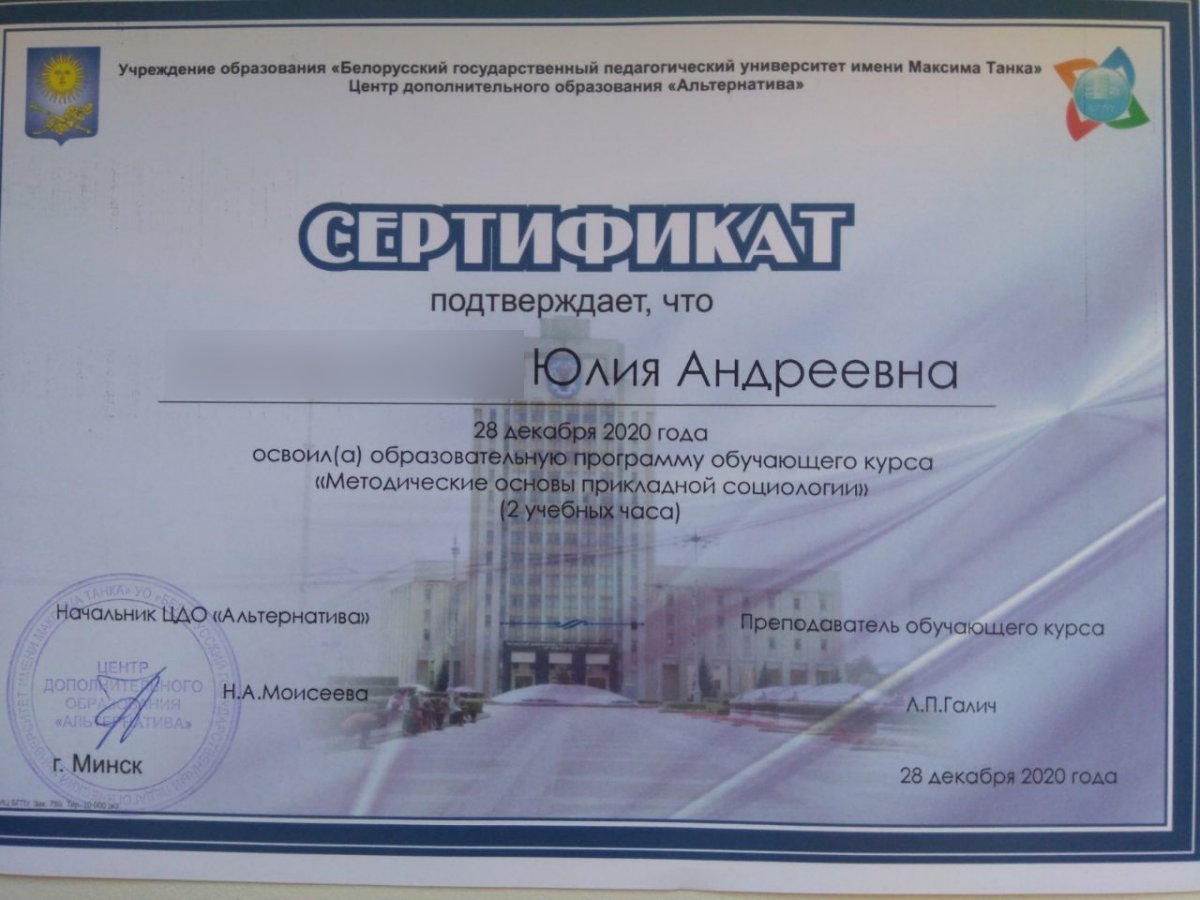 Учреждение образования «Белорусский государственный педагогический университет имени Максима Танка»
Центр дополнительного образования «Альтернатива»
СЕРТИФИКАТ
подтверждает, что
Юлия Андреевна
28 декабря 2020 года
освоил(а) образовательную программу обучающего курса
«Методические основы прикладной социологии»
(2 учебных часа)
Начальник ЦДО «Альтернатива»
Преподаватель обучающего курса
ЦЕНТР
ДОПОЛНИТЕЛЬНОГО
ОБРАЗОВАНИЯ
«АЛЬТЕРНАТИВА»
Н.А.Моисеева
Л.П.Галич
г. Минск
28 декабря 2020 года